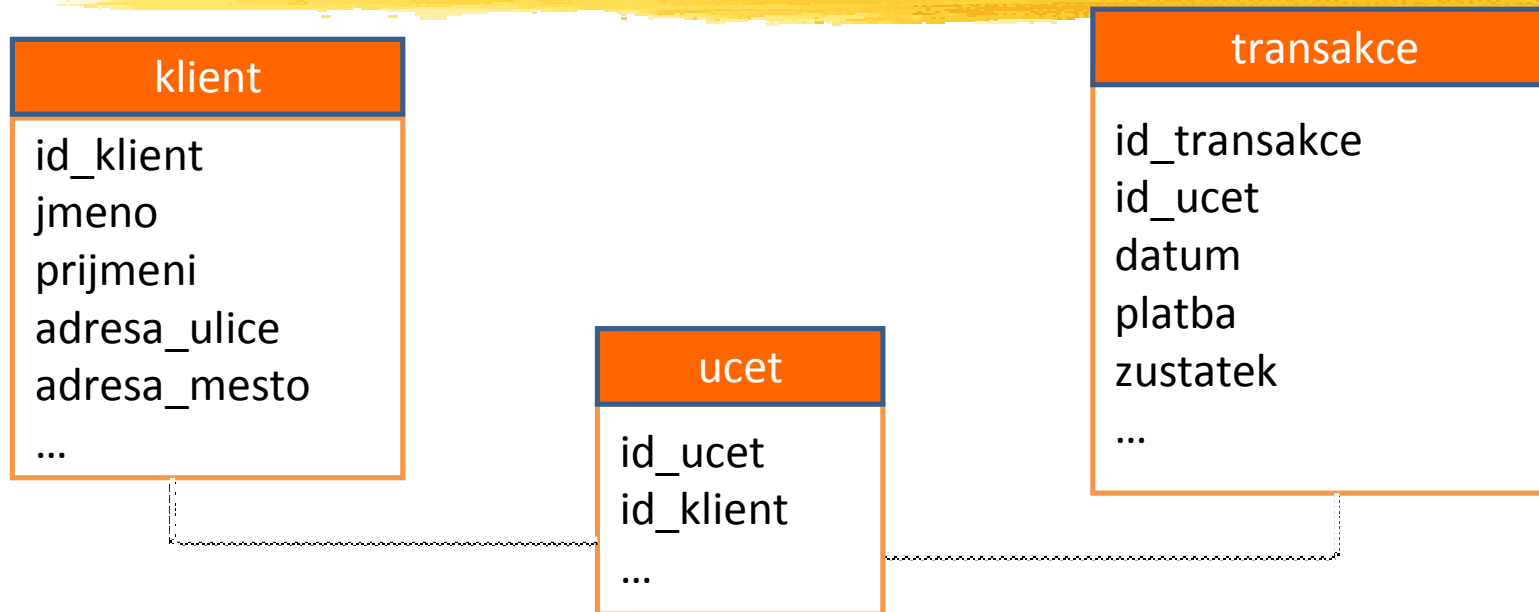 klient
id_klient
jmeno
prijmeni
adresa_ulice
adresa_mesto
...
ucet
id_ucet
id_klient
...
transakce
id_transakce
id_ucet
datum
platba
zustatek
...